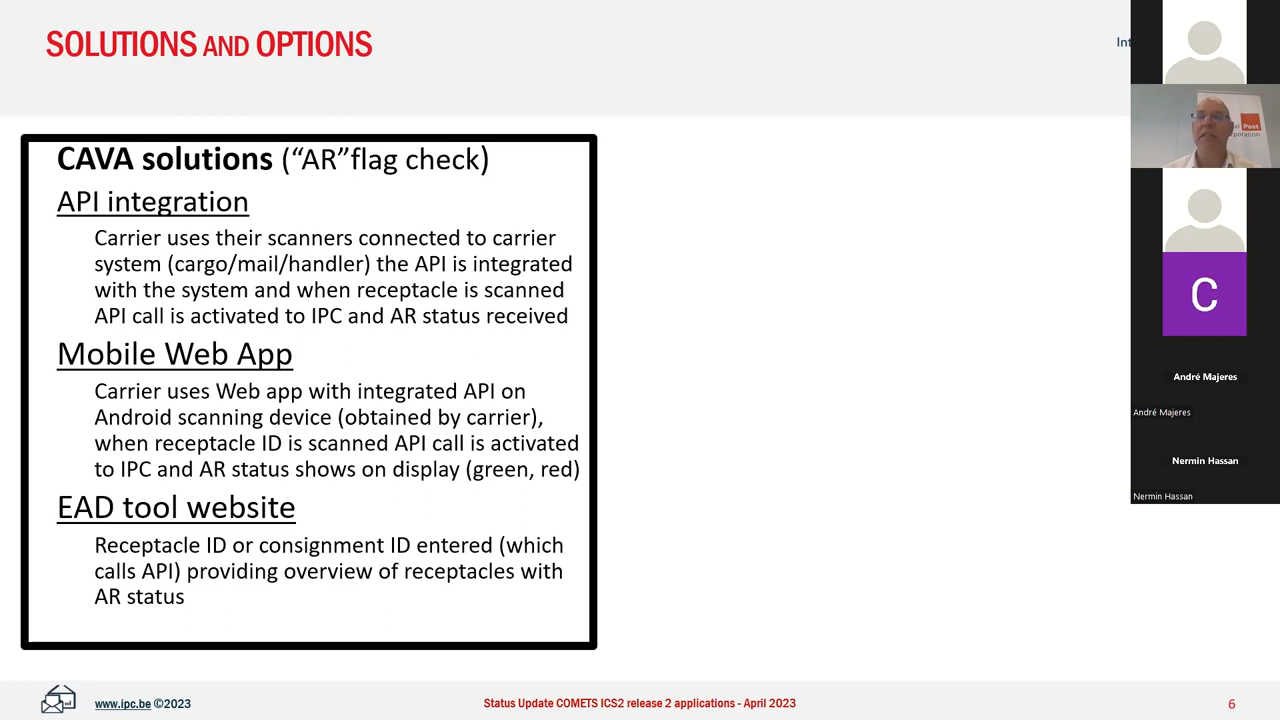 SOLUTIONS AND OPTIONS
Int
Post
CAVA solutions (“AR”flag check)
API integration
Carrier uses their scanners connected to carrier
system (cargo/mail/handler) the API is integrated
with the system and when receptacle is scanned
API call is activated to IPC and AR status received
C
Mobile Web App
Carrier uses Web app with integrated API on
Android scanning device (obtained by carrier),
when receptacle ID is scanned API call is activated
to IPC and AR status shows on display (green, red)
André Majeres
André Majeres
EAD tool website
Receptacle ID or consignment ID entered (which
calls API) providing overview of receptacles with
AR status
Nermin Hassan
Nermin Hassan
www.ipc.be ©2023
Status Update COMETS ICS2 release 2 applications - April 2023
6